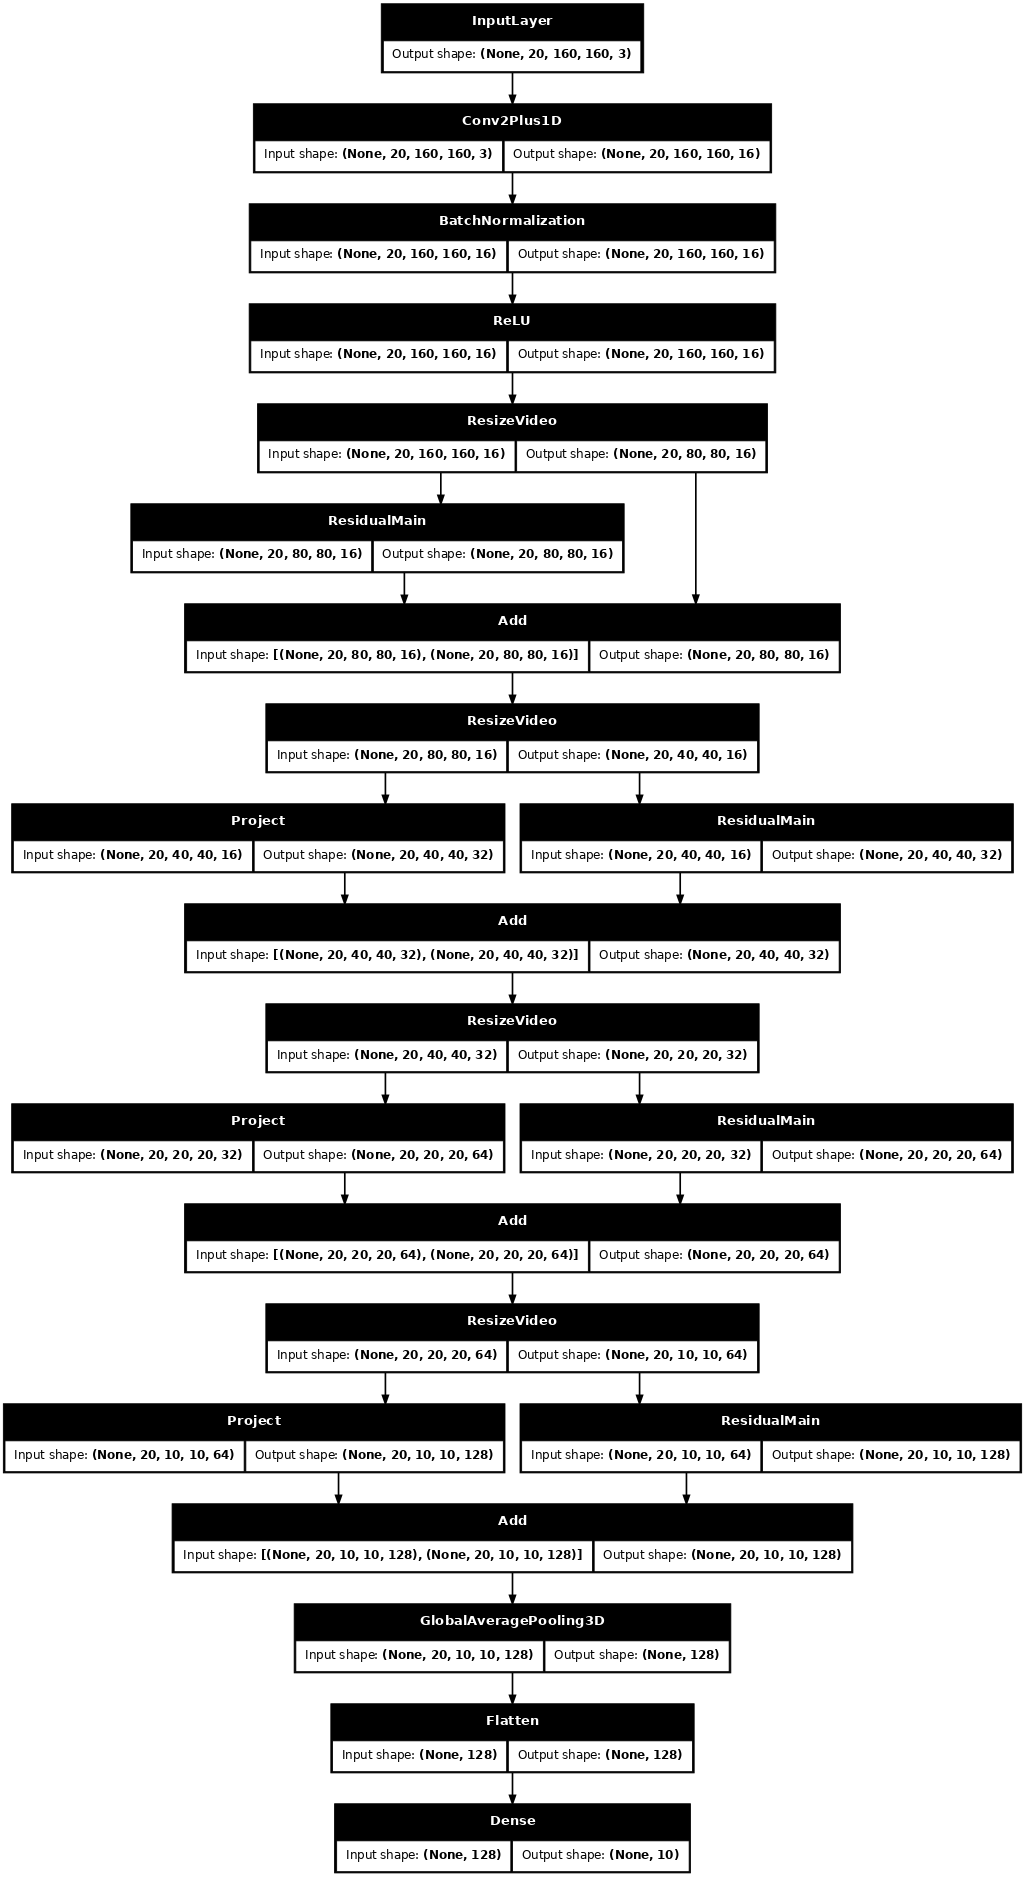 InputLayer
Output shape: (None, 20, 160, 160, 3)
Conv2Plus1D
Input shape: (None, 20, 160, 160, 3) Output shape: (None, 20, 160, 160, 16)
BatchNormalization
Input shape: (None, 20, 160, 160, 16) Output shape: (None, 20, 160, 160, 16)
ReLU
Input shape: (None, 20, 160, 160, 16) Output shape: (None, 20, 160, 160, 16)
ResizeVideo
Input shape: (None, 20, 160, 160, 16) Output shape: (None, 20, 80, 80, 16)
ResidualMain
Input shape: (None, 20, 80, 80, 16) Output shape: (None, 20, 80, 80, 16)
Add
Input shape: [(None, 20, 80, 80, 16), (None, 20, 80, 80, 16)] Output shape: (None, 20, 80, 80, 16)
ResizeVideo
Input shape: (None, 20, 80, 80, 16) Output shape: (None, 20, 40, 40, 16)
Project ResidualMain
Input shape: (None, 20, 40, 40, 16) Output shape: (None, 20, 40, 40, 32) Input shape: (None, 20, 40, 40, 16) Output shape: (None, 20, 40, 40, 32)
Add
Input shape: [(None, 20, 40, 40, 32), (None, 20, 40, 40, 32)] Output shape: (None, 20, 40, 40, 32)
ResizeVideo
Input shape: (None, 20, 40, 40, 32) Output shape: (None, 20, 20, 20, 32)
Project ResidualMain
Input shape: (None, 20, 20, 20, 32) Output shape: (None, 20, 20, 20, 64) Input shape: (None, 20, 20, 20, 32) Output shape: (None, 20, 20, 20, 64)
Add
Input shape: [(None, 20, 20, 20, 64), (None, 20, 20, 20, 64)] Output shape: (None, 20, 20, 20, 64)
ResizeVideo
Input shape: (None, 20, 20, 20, 64) Output shape: (None, 20, 10, 10, 64)
Project ResidualMain
Input shape: (None, 20, 10, 10, 64) Output shape: (None, 20, 10, 10, 128) Input shape: (None, 20, 10, 10, 64) Output shape: (None, 20, 10, 10, 128)
Add
Input shape: [(None, 20, 10, 10, 128), (None, 20, 10, 10, 128)] Output shape: (None, 20, 10, 10, 128)
GlobalAveragePooling3D
Input shape: (None, 20, 10, 10, 128) Output shape: (None, 128)
Flatten
Input shape: (None, 128) Output shape: (None, 128)
Dense
Input shape: (None, 128) Output shape: (None, 10)